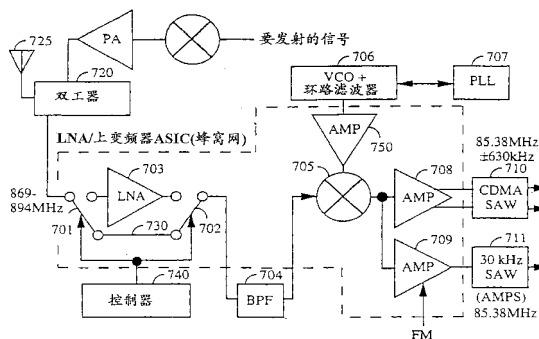 725
PA
要发射的信号
720
双工器
706
VCO +
环路滤波器
707
PLL
LNA/上变频器ASIC(蜂窝网)
AMP
750
869-
894MHz
703
LNA
701
730
702
705
708
AMP
85.38MHz
±630kHz
710
CDMA
SAW
709
AMP
711
30 kHz
SAW
(AMPS)
85.38MHz
740
控制器
704
BPF
FM